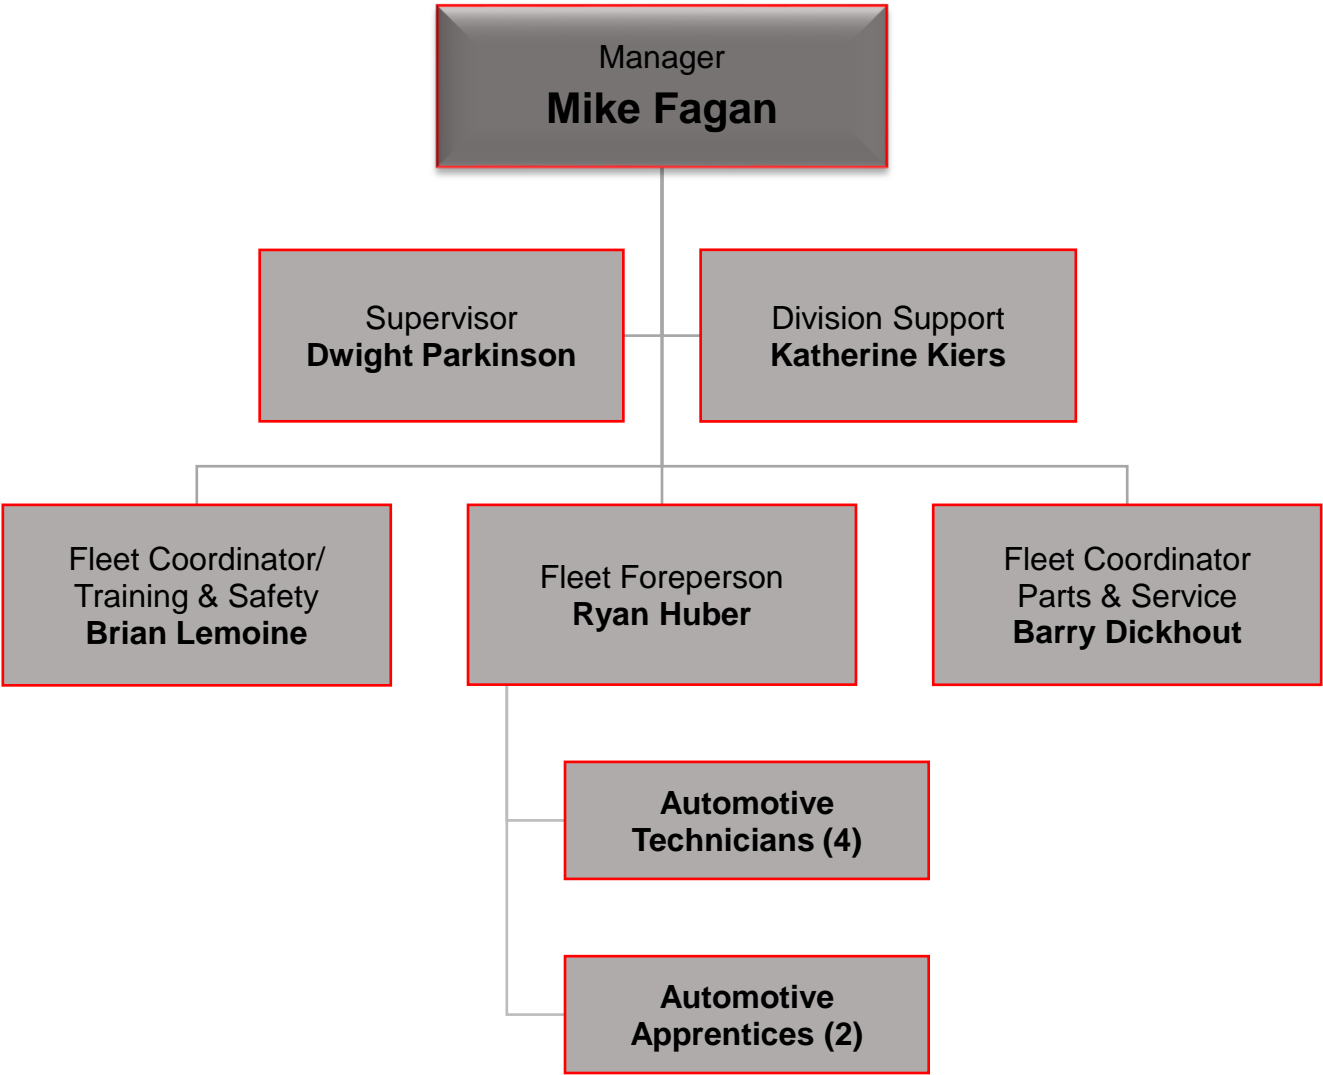 Manager
Mike Fagan
Supervisor
Dwight Parkinson
Division Support
Katherine Kiers
Fleet Coordinator/
Training & Safety
Brian Lemoine
Fleet Foreperson
Ryan Huber
Fleet Coordinator
Parts & Service
Barry Dickhout
Automotive
Technicians (4)
Automotive
Apprentices (2)